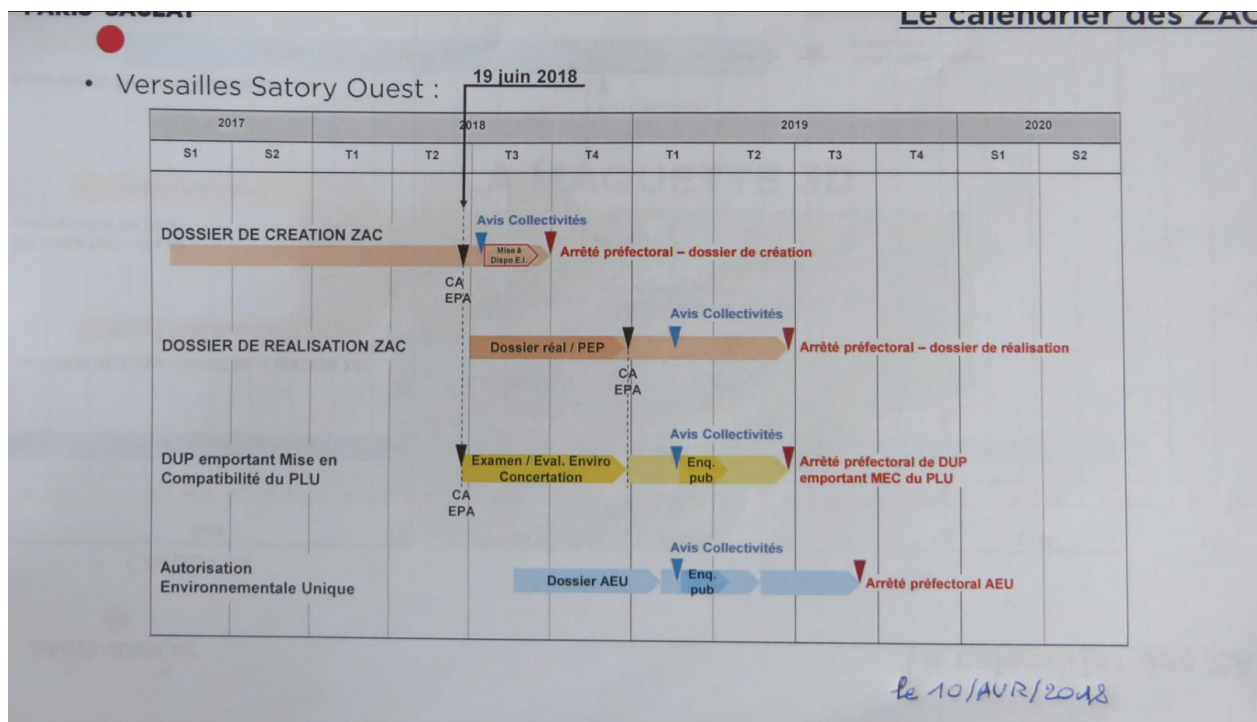 PARIS-SACLAY
Le calendrier des ZAC
• Versailles Satory Ouest :
19 juin 2018
2017 2018 2019 2020
S1 S2 T1 T2 T3 T4 T1 T2 T3 T4 S1 S2
Avis Collectivités
DOSSIER DE CREATION ZAC
Mise à
Dispo E.I.
Arrêté préfectoral – dossier de création
CA
EPA
Avis Collectivités
DOSSIER DE REALISATION ZAC
Dossier réal / PEP
Arrêté préfectoral – dossier de réalisation
CA
EPA
Avis Collectivités
DUP emportant Mise en
Compatibilité du PLU
Examen / Eval. Enviro
Concertation
Enq.
pub
Arrêté préfectoral de DUP
emportant MEC du PLU
CA
EPA
Avis Collectivités
Autorisation
Environnementale Unique
Dossier AEU
Enq.
pub
Arrêté préfectoral AEU
le 10/AVR/2018